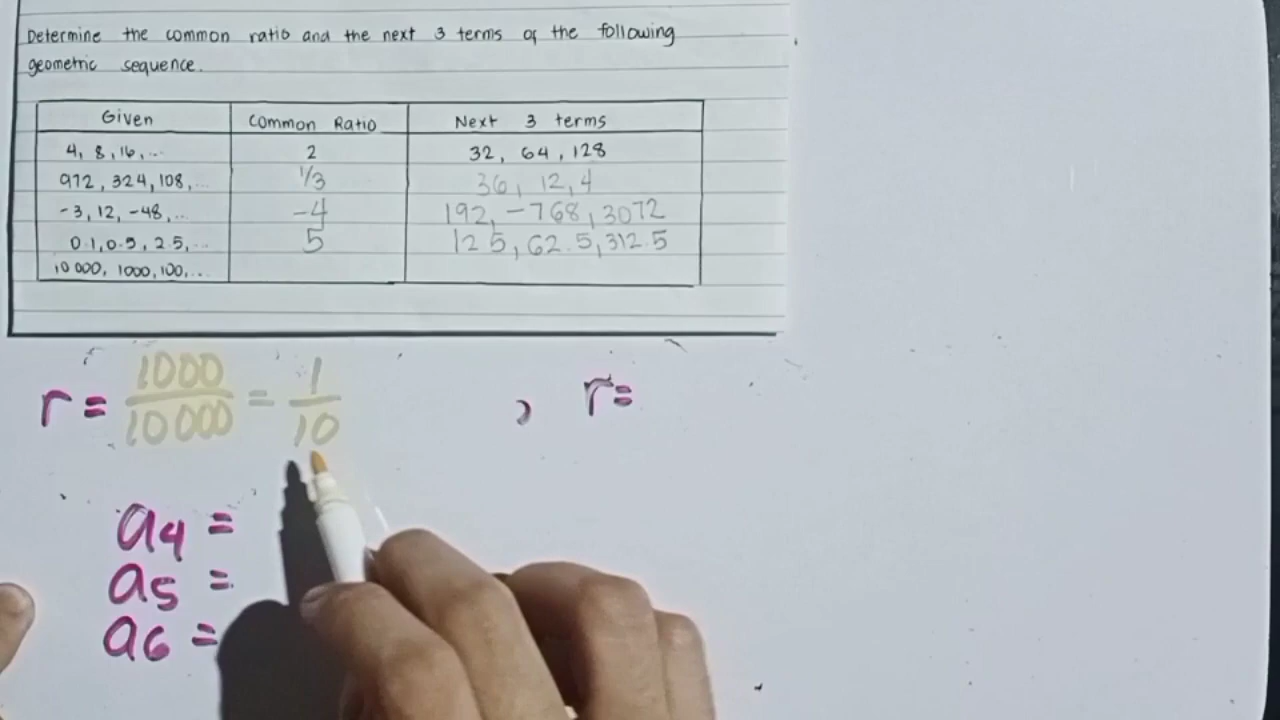 Determine the common ratio and the next 3 terms of the following
geometric sequence.
Given Common Ratio Next 3 terms
4, 8, 16, ... 2 32, 64, 128
972, 324, 108, ... 1/3 36, 12, 4
-3, 12, -48, ... -4 192, -768, 3072
0.1, 0.5, 2.5, ... 5 12 5, 62.5, 312.5
10 000, 1000, 100, ...
r = 1000/10 000 = 1/10 , r =
a4 =
a5 =
a6 =